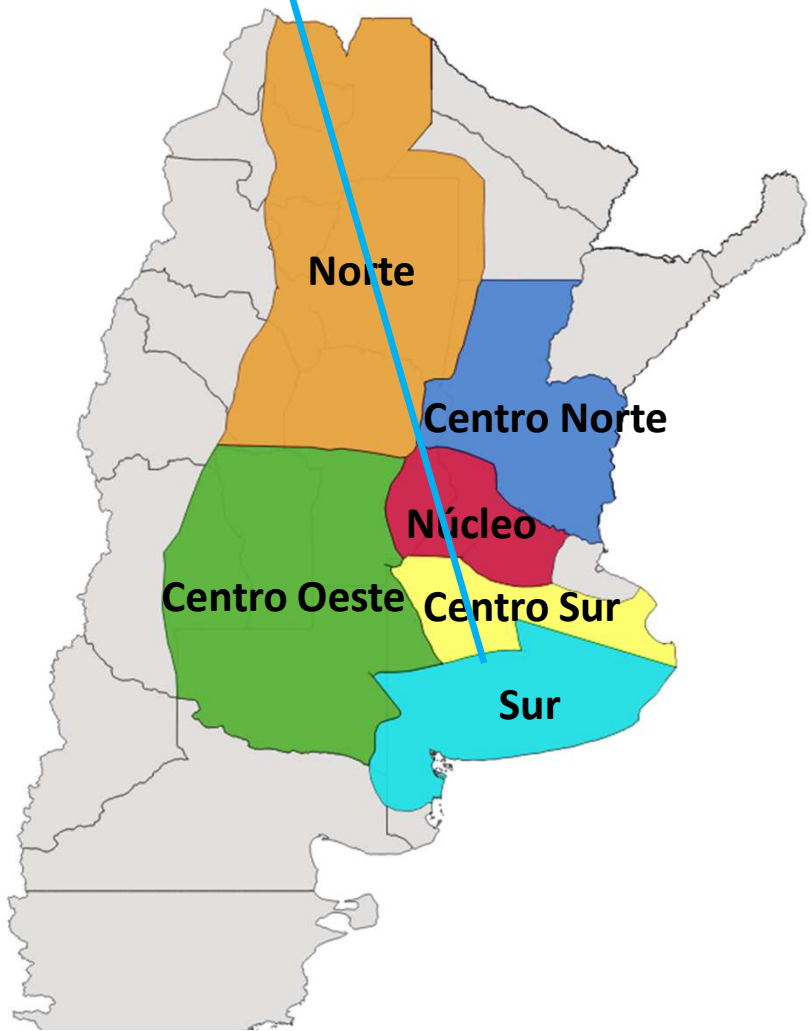 Norte
Centro Norte
Núcleo
Centro Oeste
Centro Sur
Sur